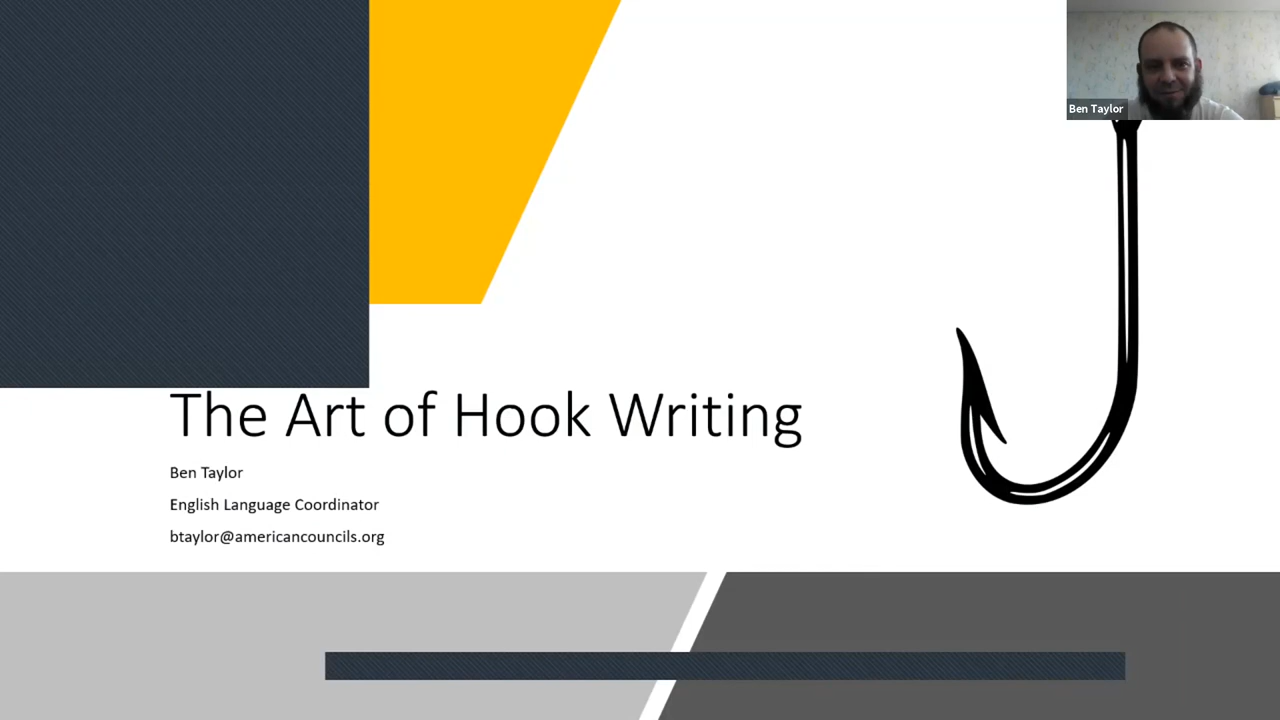 Ben Taylor
The Art of Hook Writing
Ben Taylor
English Language Coordinator
btaylor@americancouncils.org